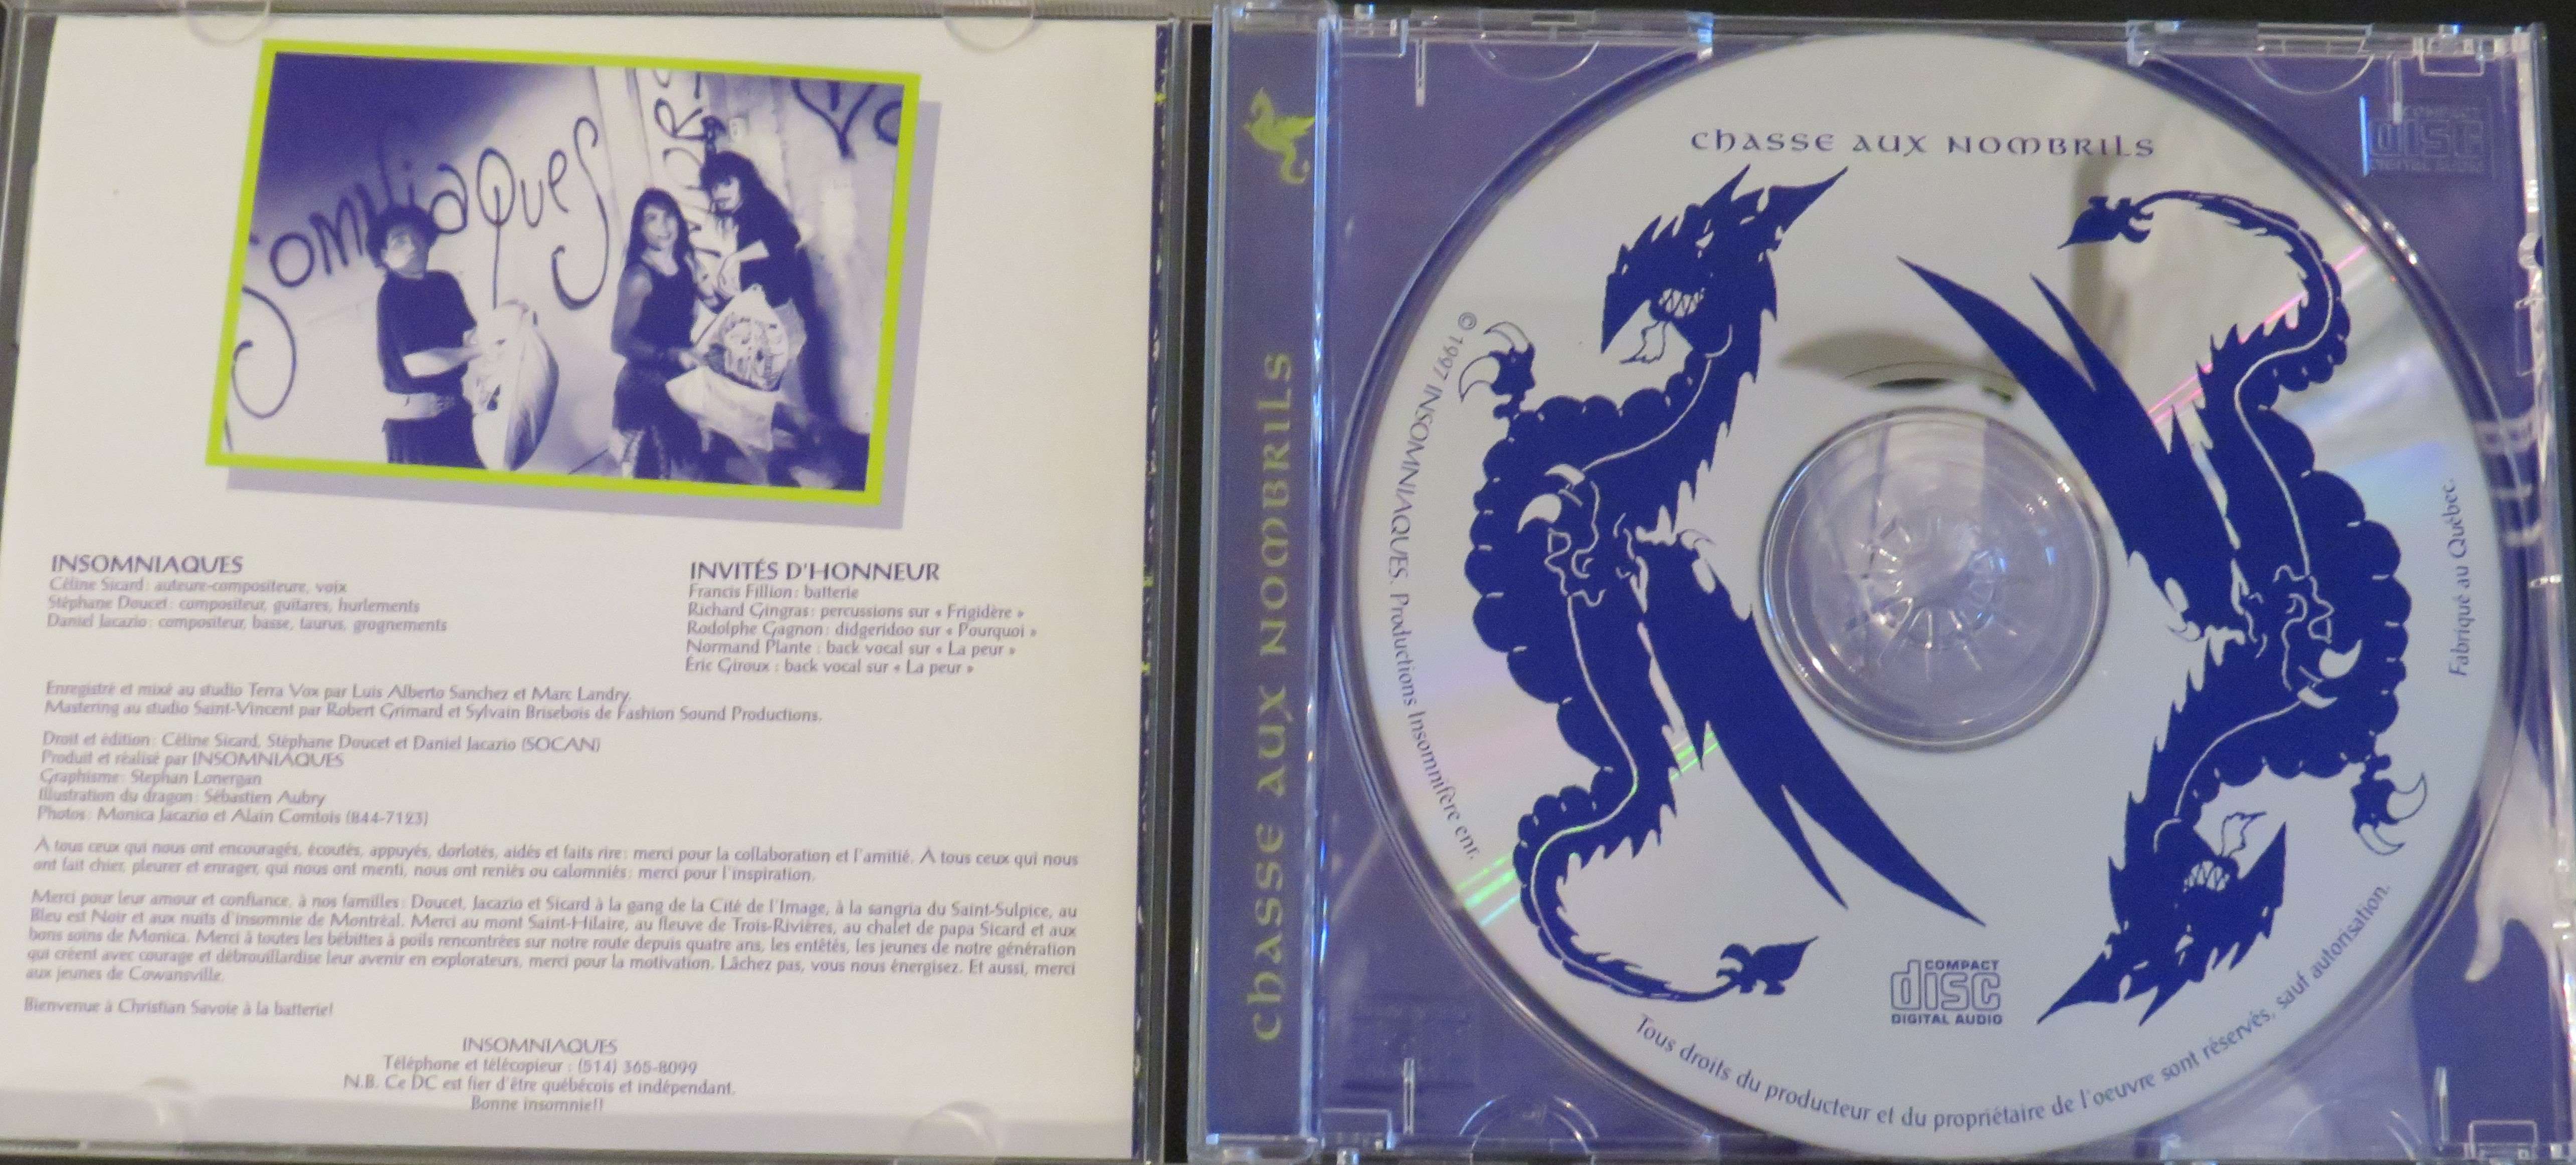 somniaques
INSOMNIAQUES
Céline Sicard : auteure-compositeure, voix
Stéphane Doucet : compositeur, guitares, hurlements
Daniel Jacazio : compositeur, basse, taurus, grognements
INVITÉS D'HONNEUR
Francis Fillion : batterie
Richard Gingras : percussions sur « Frigidère »
Rodolphe Gagnon : didgeridoo sur « Pourquoi »
Normand Plante : back vocal sur « La peur »
Éric Giroux : back vocal sur « La peur »
Enregistré et mixé au studio Terra Vox par Luis Alberto Sanchez et Marc Landry.
Mastering au studio Saint-Vincent par Robert Grimard et Sylvain Brisebois de Fashion Sound Productions.
Droit et édition : Céline Sicard, Stéphane Doucet et Daniel Jacazio (SOCAN)
Produit et réalisé par INSOMNIAQUES
Graphisme : Stephan Lonergan
Illustration du dragon : Sébastien Aubry
Photos : Monica Jacazio et Alain Comtois (844-7123)
À tous ceux qui nous ont encouragés, écoutés, appuyés, dorlotés, aidés et faits rire : merci pour la collaboration et l'amitié. À tous ceux qui nous
ont fait chier, pleurer et enrager, qui nous ont menti, nous ont reniés ou calomniés : merci pour l'inspiration.
Merci pour leur amour et confiance, à nos familles : Doucet, Jacazio et Sicard à la gang de la Cité de l'Image, à la sangria du Saint-Sulpice, au
Bleu est Noir et aux nuits d'insomnie de Montréal. Merci au mont Saint-Hilaire, au fleuve de Trois-Rivières, au chalet de papa Sicard et aux
bons soins de Monica. Merci à toutes les bébittes à poils rencontrées sur notre route depuis quatre ans, les entêtés, les jeunes de notre génération
qui créent avec courage et débrouillardise leur avenir en explorateurs, merci pour la motivation. Lâchez pas, vous nous énergisez. Et aussi, merci
aux jeunes de Cowansville.
Bienvenue à Christian Savoie à la batterie!
INSOMNIAQUES
Téléphone et télécopieur : (514) 365-8099
N.B. Ce DC est fier d'être québécois et indépendant.
Bonne insomnie!!
CHASSE AUX NOMBRILS
CHASSE AUX NOMBRILS
© 1997 INSOMNIAQUES. Productions Insomnifère enr.
Fabriqué au Québec.
COMPACT
disc
DIGITAL AUDIO
Tous droits du producteur et du propriétaire de l'oeuvre sont réservés, sauf autorisation.
COMPACT
disc
DIGITAL AUDIO